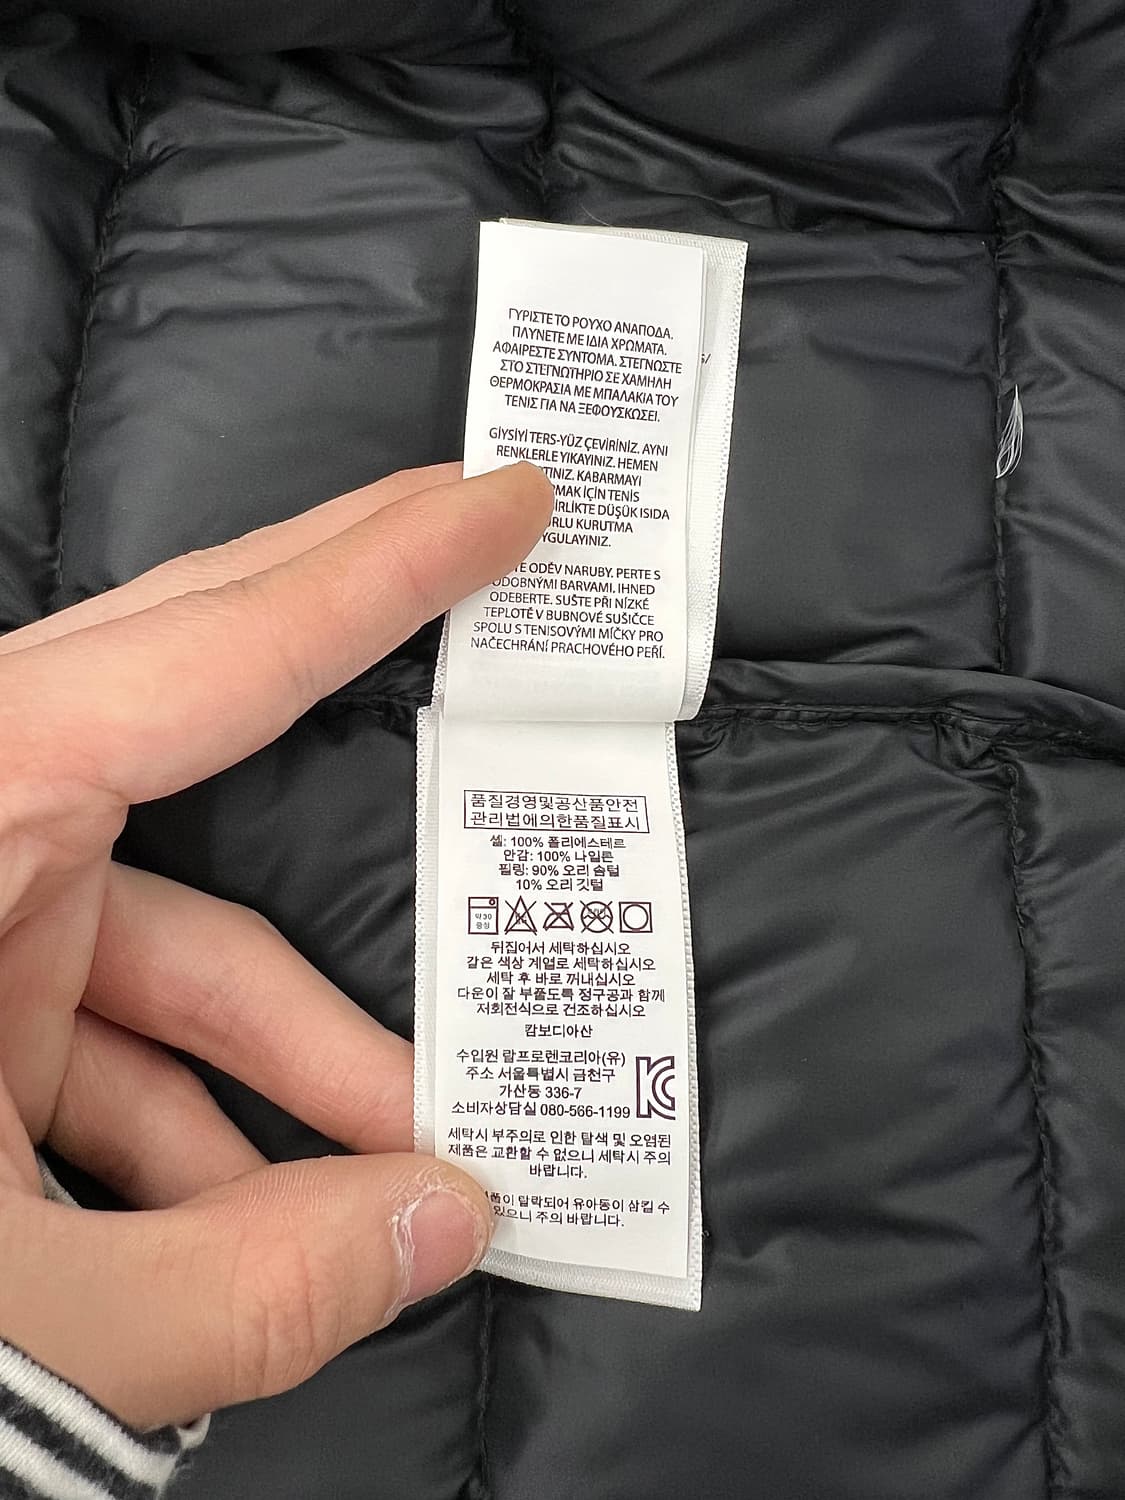 ΓΥΡΙΣΤΕ ΤΟ ΡΟΥΧΟ ΑΝΑΠΟΔΑ.
ΠΛΥΝΕΤΕ ΜΕ ΙΔΙΑ ΧΡΩΜΑΤΑ.
ΑΦΑΙΡΕΣΤΕ ΣΥΝΤΟΜΑ. ΣΤΕΓΝΩΣΤΕ
ΣΤΟ ΣΤΕΓΝΩΤΗΡΙΟ ΣΕ ΧΑΜΗΛΗ
ΘΕΡΜΟΚΡΑΣΙΑ ΜΕ ΜΠΑΛΑΚΙΑ ΤΟΥ
ΤΕΝΙΣ ΓΙΑ ΝΑ ΞΕΦΟΥΣΚΩΣΕΙ.
GİYSİYİ TERS-YÜZ ÇEVİRİNİZ. AYNI
RENKLERLE YIKAYINIZ. HEMEN
KABARMAYI
İÇİN TENİS
DÜŞÜK ISIDA
KURUTMA
ODĚV NARUBY. PERTE S
BARVAMI. IHNED
ODEBERTE. SUŠTE PŘI NÍZKÉ
TEPLOTĚ V BUBNOVÉ SUŠIČCE
SPOLU S TENISOVÝMI MÍČKY PRO
NAČECHRÁNÍ PRACHOVÉHO PEŘÍ.
품질경영및공산품안전
관리법에의한품질표시
셸: 100% 폴리에스테르
안감: 100% 나일론
필링: 90% 오리 솜털
10% 오리 깃털
약 30
중성
뒤집어서 세탁하십시오
같은 색상 계열로 세탁하십시오
세탁 후 바로 꺼내십시오
다운이 잘 부풀도록 정구공과 함께
저회전식으로 건조하십시오
캄보디아산
수입원 랄프로렌코리아(유)
주소 서울특별시 금천구
가산동 336-7
소비자상담실 080-566-1199
세탁시 부주의로 인한 탈색 및 오염된
제품은 교환할 수 없으니 세탁시 주의
바랍니다.
탈락되어 유아동이 삼킬 수
있으니 주의 바랍니다.